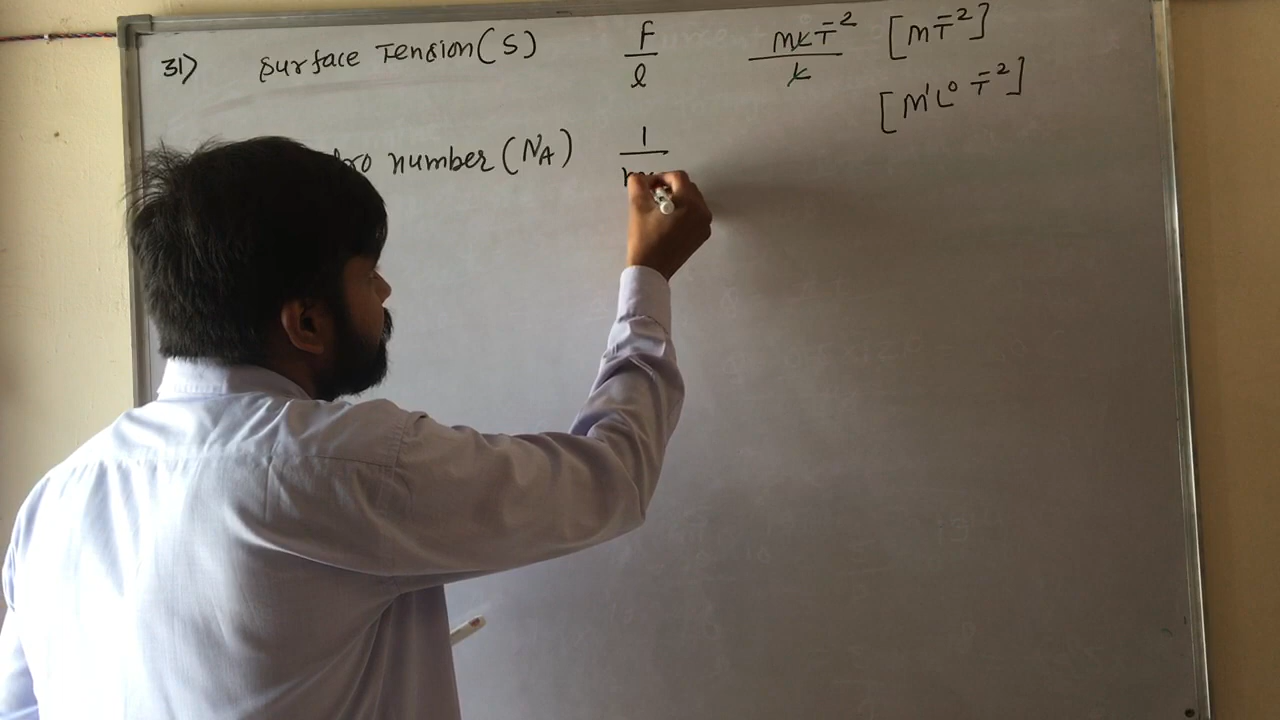 31) Surface Tension (S) F/l MLT⁻²/L [MT⁻²]
[M¹L⁰T⁻²]
number (NA) 1/